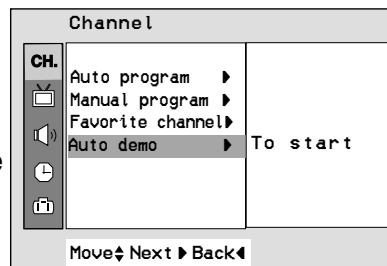 Channel
CH.
Auto program
Manual program
Favorite channel
Auto demo To start
e
Move Next Back